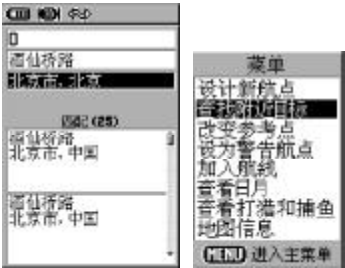 酒仙桥路
北京市, 北京
匹配 (25)
酒仙桥路
北京市, 中国
酒仙桥路
北京市, 中国
菜单
设计新航点
查找附近目标
改变参考点
设为警告航点
加入航线
查看日月
查看打猎和捕鱼
地图信息
MENU 进入主菜单